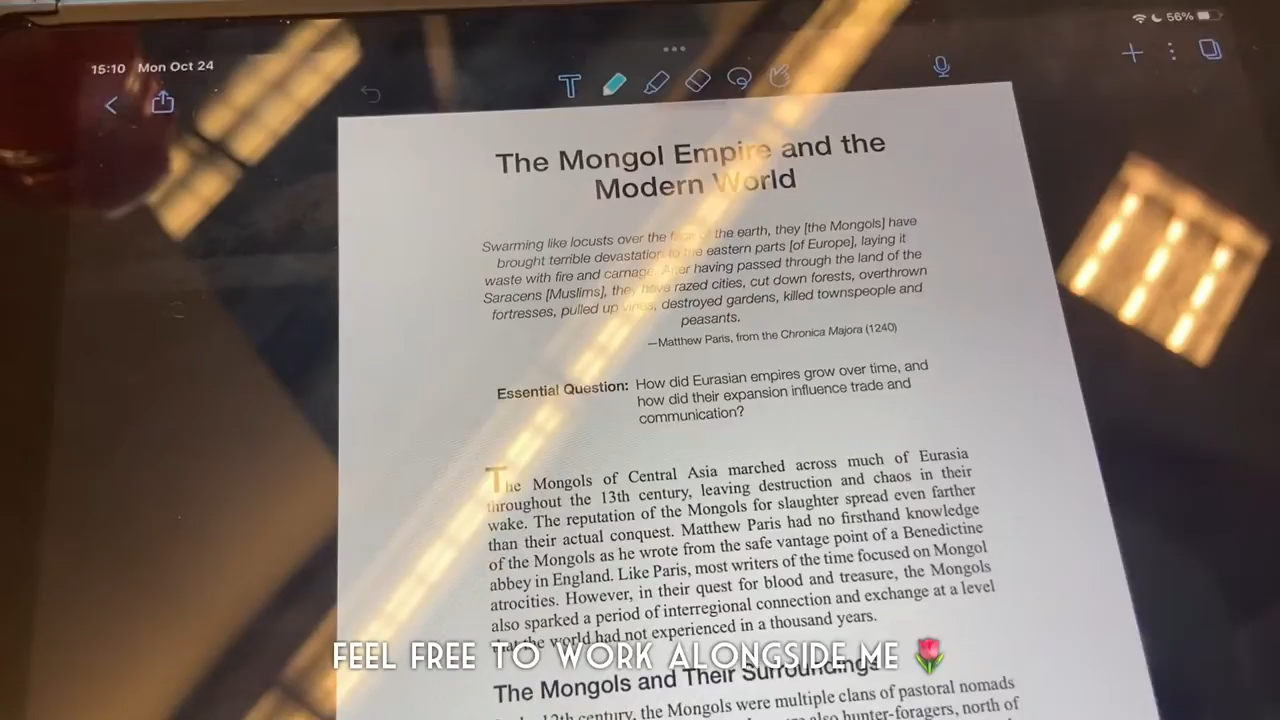 56%
15:10 Mon Oct 24
The Mongol Empire and the
Modern World
Swarming like locusts over the face of the earth, they [the Mongols] have
brought terrible devastation to the eastern parts [of Europe], laying it
waste with fire and carnage. After having passed through the land of the
Saracens [Muslims], they have razed cities, cut down forests, overthrown
fortresses, pulled up vines, destroyed gardens, killed townspeople and
peasants.
—Matthew Paris, from the Chronica Majora (1240)
Essential Question: How did Eurasian empires grow over time, and
how did their expansion influence trade and
communication?
The Mongols of Central Asia marched across much of Eurasia
throughout the 13th century, leaving destruction and chaos in their
wake. The reputation of the Mongols for slaughter spread even farther
than their actual conquest. Matthew Paris had no firsthand knowledge
of the Mongols as he wrote from the safe vantage point of a Benedictine
abbey in England. Like Paris, most writers of the time focused on Mongol
atrocities. However, in their quest for blood and treasure, the Mongols
also sparked a period of interregional connection and exchange at a level
that the world had not experienced in a thousand years.
FEEL FREE TO WORK ALONGSIDE ME 🌷
The Mongols and Their Surroundings
12th century, the Mongols were multiple clans of pastoral nomads
also hunter-foragers, north of